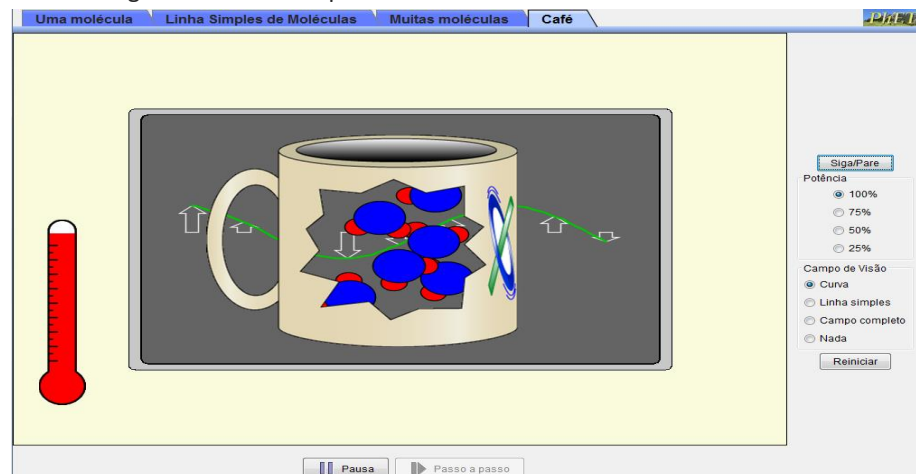 Uma molécula Linha Simples de Moléculas Muitas moléculas Café PhET
Siga/Pare
Potência
100%
75%
50%
25%
Campo de Visão
Curva
Linha simples
Campo completo
Nada
Reiniciar
Pausa Passo a passo